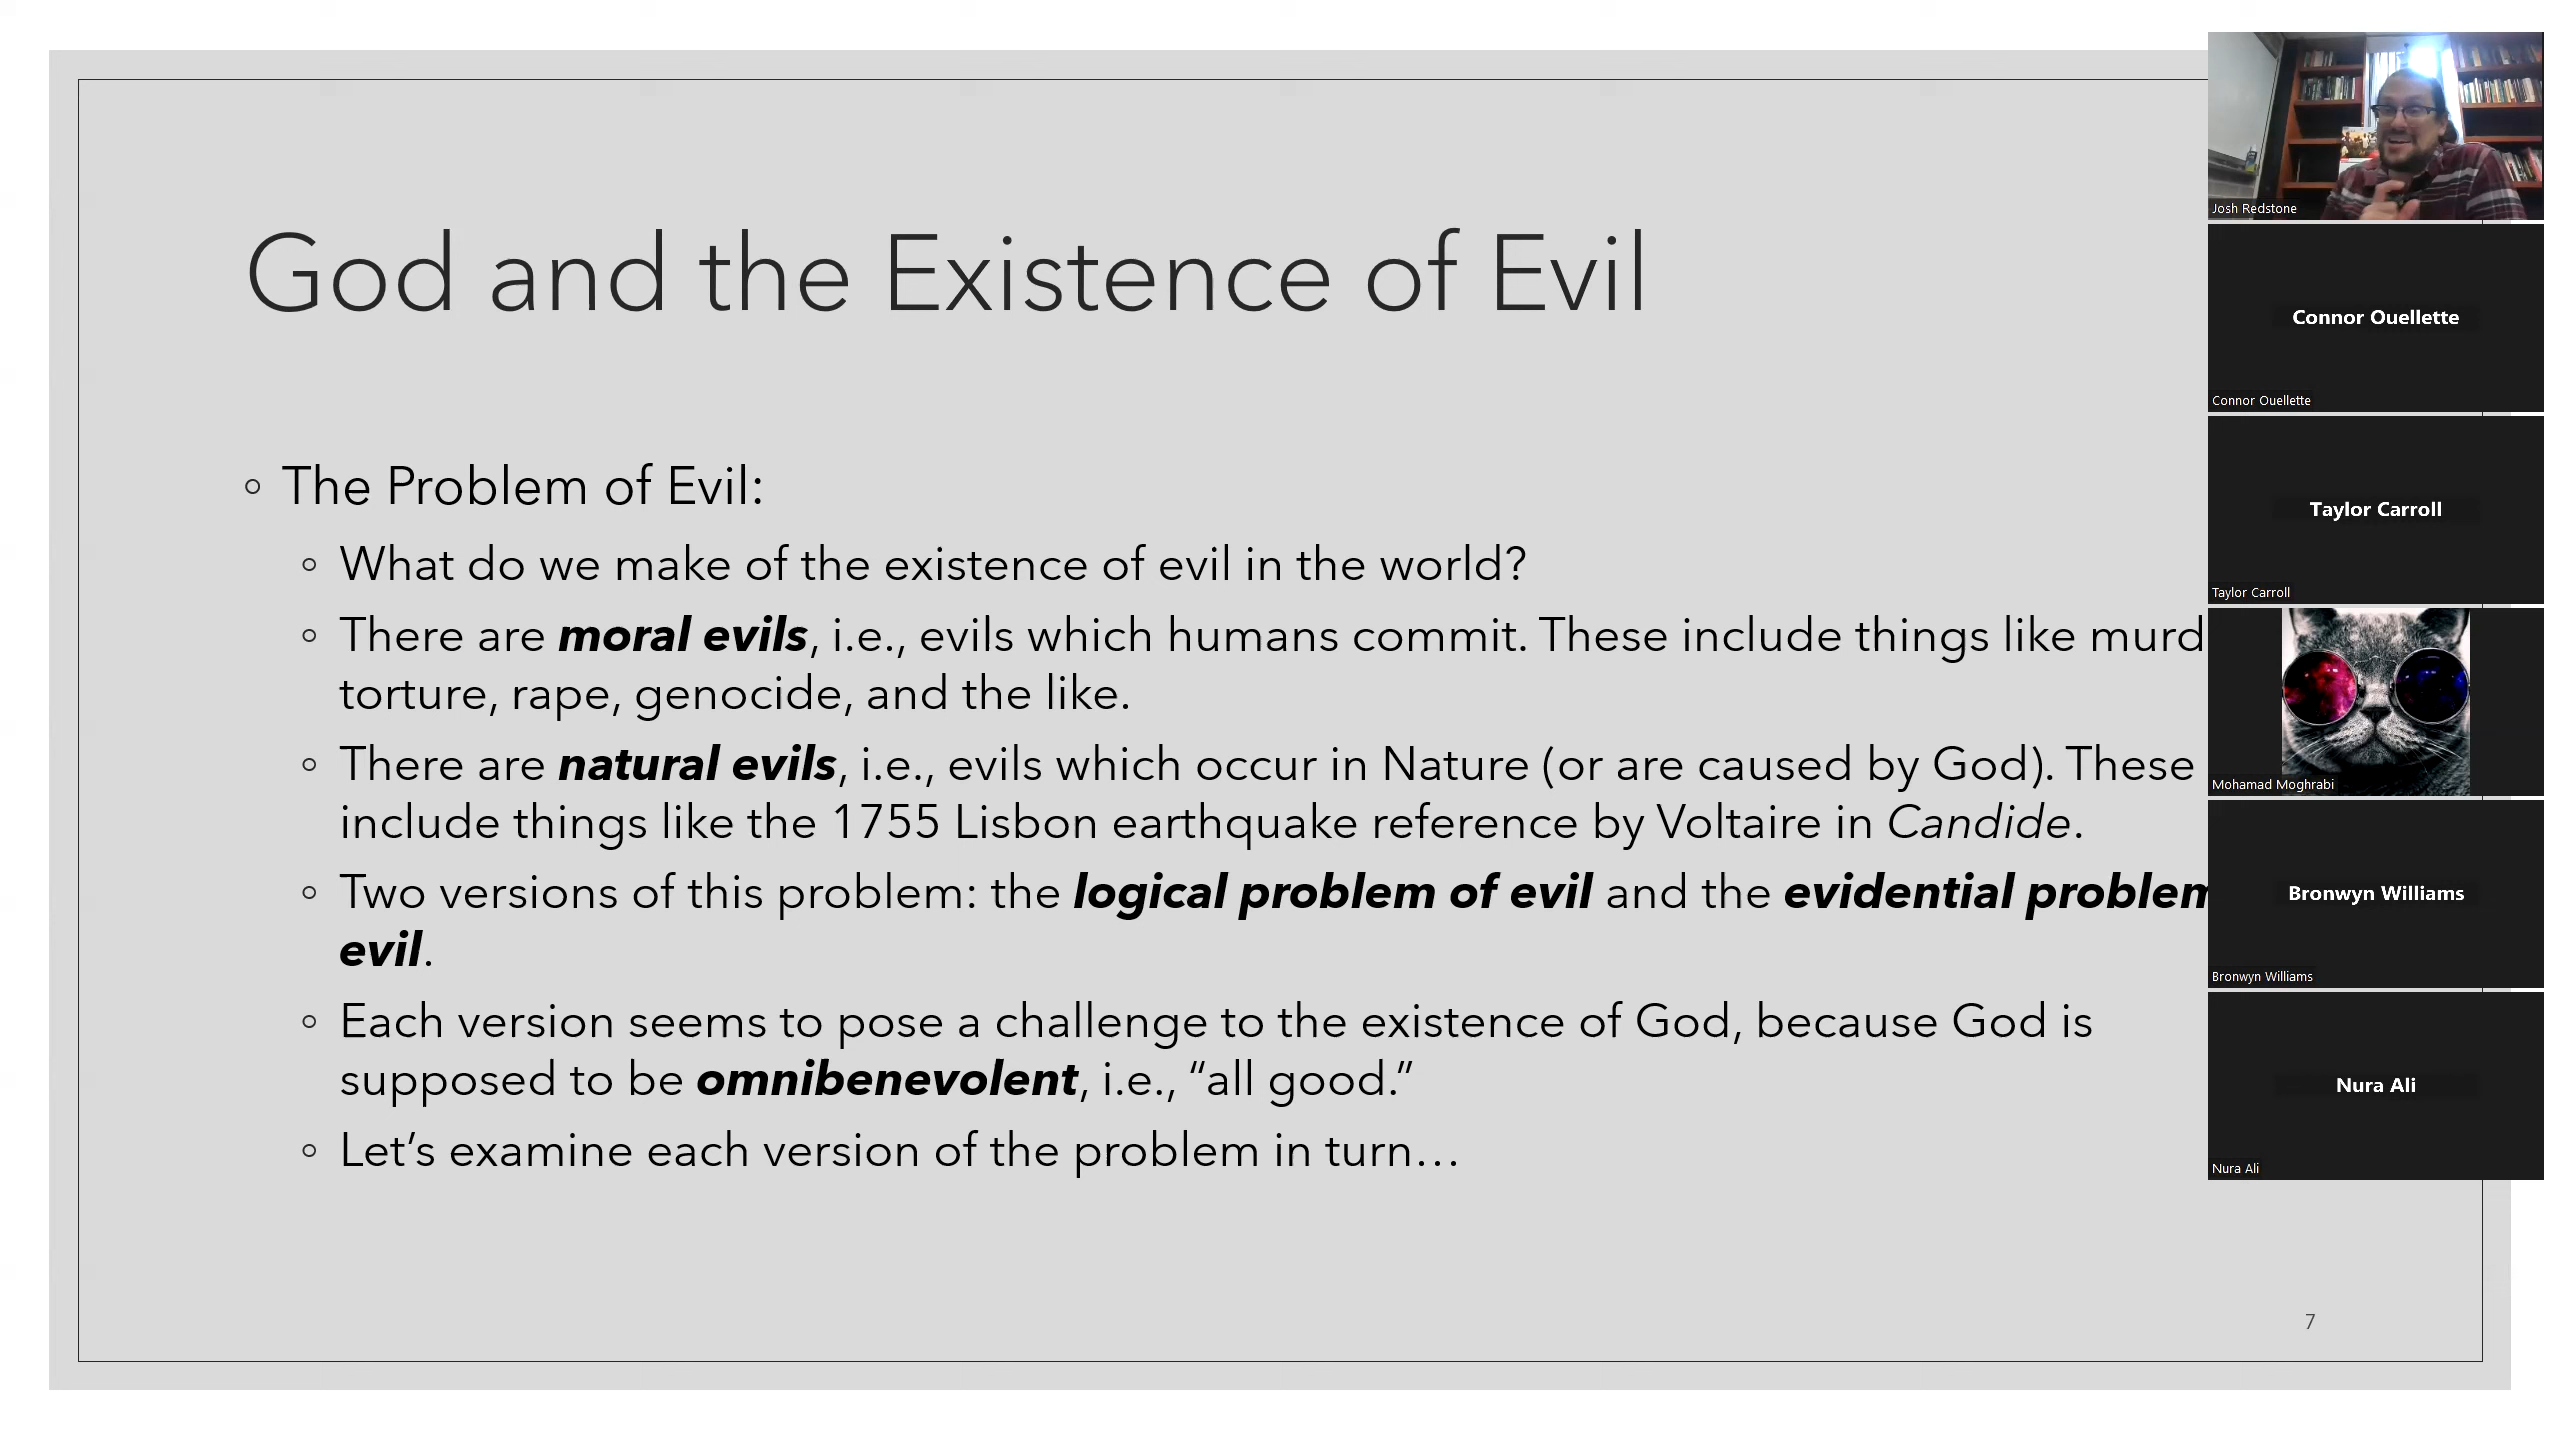 God and the Existence of Evil
◦ The Problem of Evil:
◦ What do we make of the existence of evil in the world?
◦ There are moral evils, i.e., evils which humans commit. These include things like murd
torture, rape, genocide, and the like.
◦ There are natural evils, i.e., evils which occur in Nature (or are caused by God). These
include things like the 1755 Lisbon earthquake reference by Voltaire in Candide.
◦ Two versions of this problem: the logical problem of evil and the evidential problem
evil.
◦ Each version seems to pose a challenge to the existence of God, because God is
supposed to be omnibenevolent, i.e., “all good.”
◦ Let’s examine each version of the problem in turn…
7
Josh Redstone
Connor Ouellette
Connor Ouellette
Taylor Carroll
Taylor Carroll
Mohamad Moghrabi
Bronwyn Williams
Bronwyn Williams
Nura Ali
Nura Ali